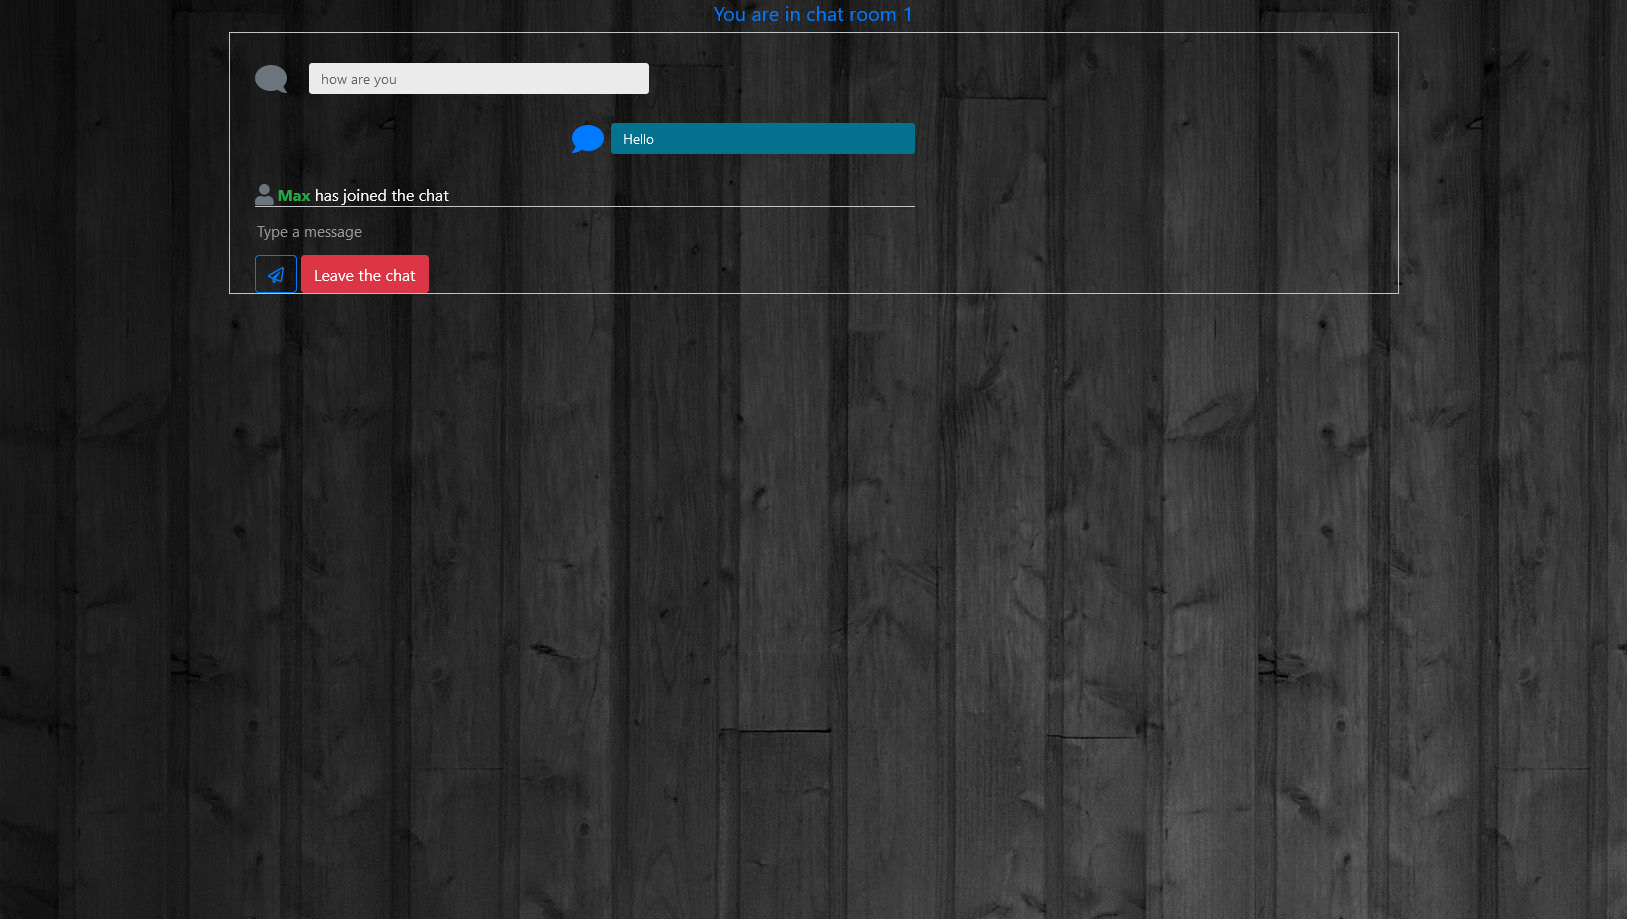 You are in chat room 1
how are you
Hello
Max has joined the chat
Type a message
Leave the chat